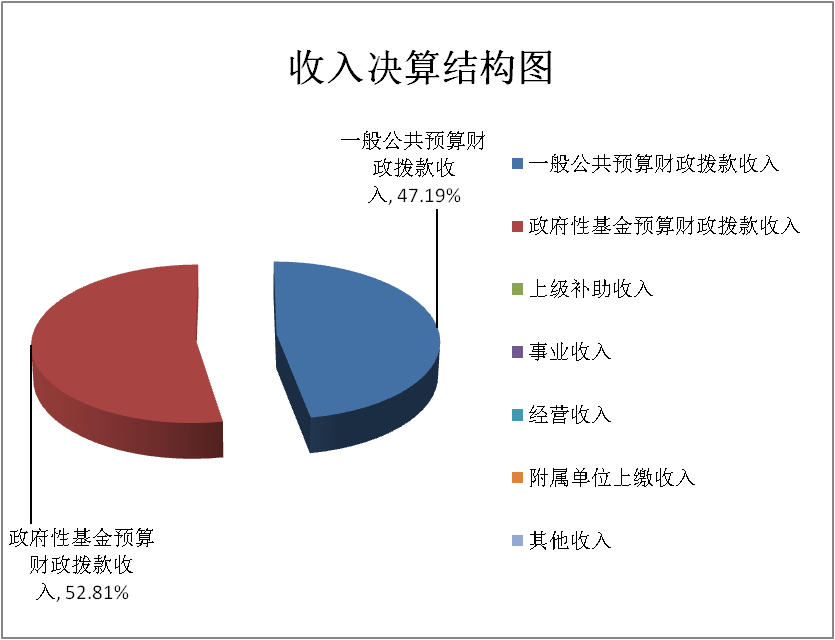 收入决算结构图
一般公共预算财
政拨款收
入, 47.19%
一般公共预算财政拨款收入
政府性基金预算财政拨款收入
上级补助收入
事业收入
经营收入
附属单位上缴收入
其他收入
政府性基金预算
财政拨款收
入, 52.81%